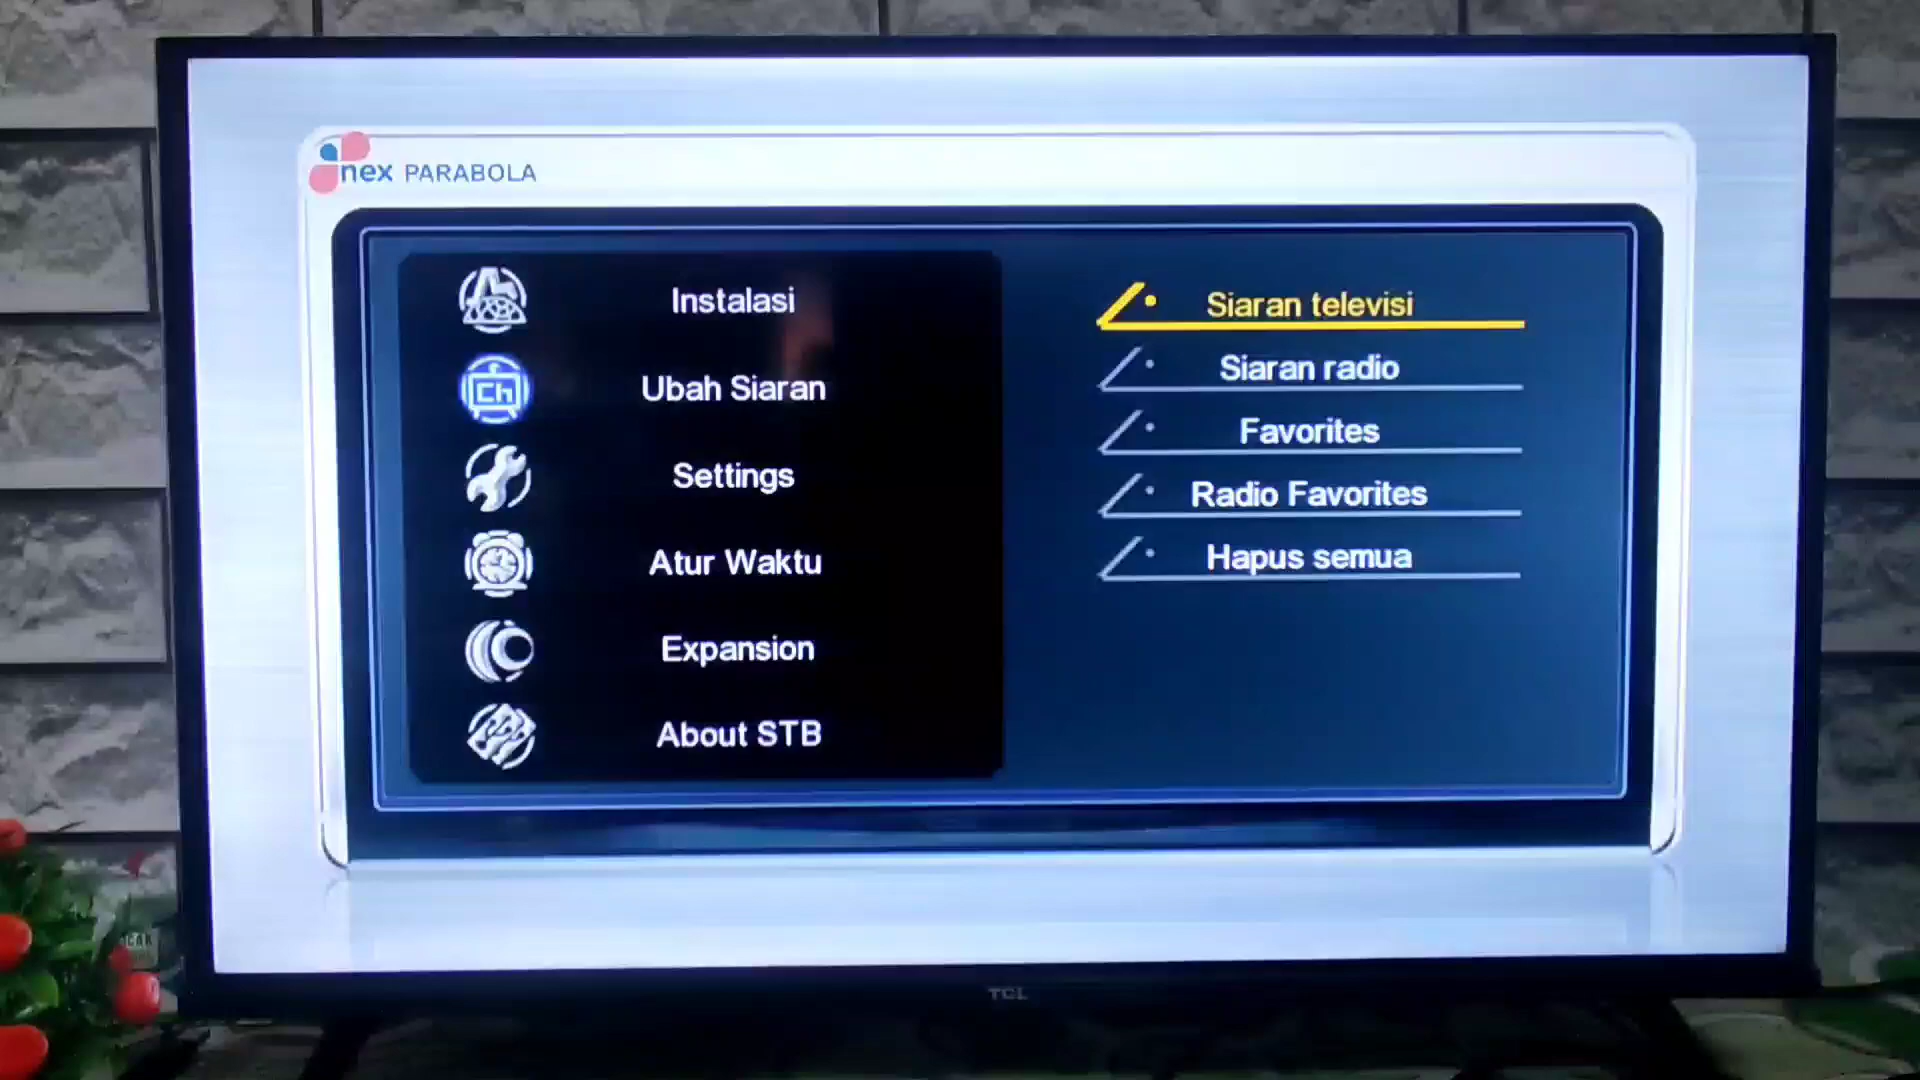 nex PARABOLA
Instalasi
Ch
Ubah Siaran
Settings
Atur Waktu
Expansion
About STB
Siaran televisi
Siaran radio
Favorites
Radio Favorites
Hapus semua
TCL